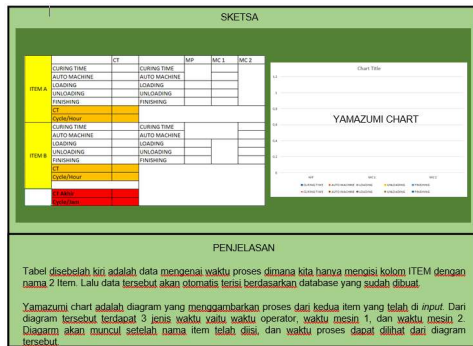 SKETSA
CT MP MC 1 MC 2
CURING TIME CURING TIME
AUTO MACHINE AUTO MACHINE
ITEM A LOADING LOADING
UNLOADING UNLOADING
FINISHING FINISHING
CT
Cycle/Hour
CURING TIME CURING TIME
AUTO MACHINE AUTO MACHINE
ITEM B LOADING LOADING
UNLOADING UNLOADING
FINISHING FINISHING
CT
Cycle/Hour
Chart Title
YAMAZUMI CHART
PENJELASAN
Tabel disebelah kiri adalah data mengenai waktu proses dimana kita hanya mengisi kolom ITEM dengan
nama 2 Item. Lalu data tersebut akan otomatis terisi berdasarkan database yang sudah dibuat.
Yamazumi chart adalah diagram yang menggambarkan proses dari kedua item yang telah di input. Dari
diagram tersebut terdapat 3 jenis waktu yaitu waktu operator, waktu mesin 1, dan waktu mesin 2.
Diagarm akan muncul setelah nama item telah diisi, dan waktu proses dapat dilihat dari diagram
tersebut.